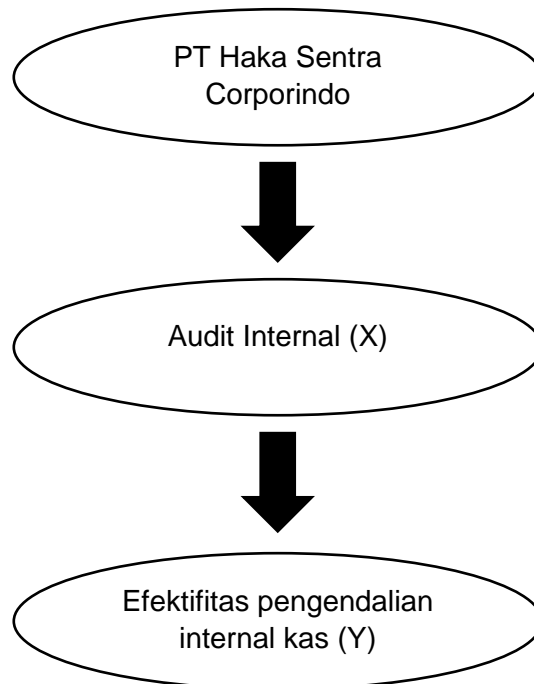 PT Haka Sentra
Corporindo
Audit Internal (X)
Efektifitas pengendalian
internal kas (Y)